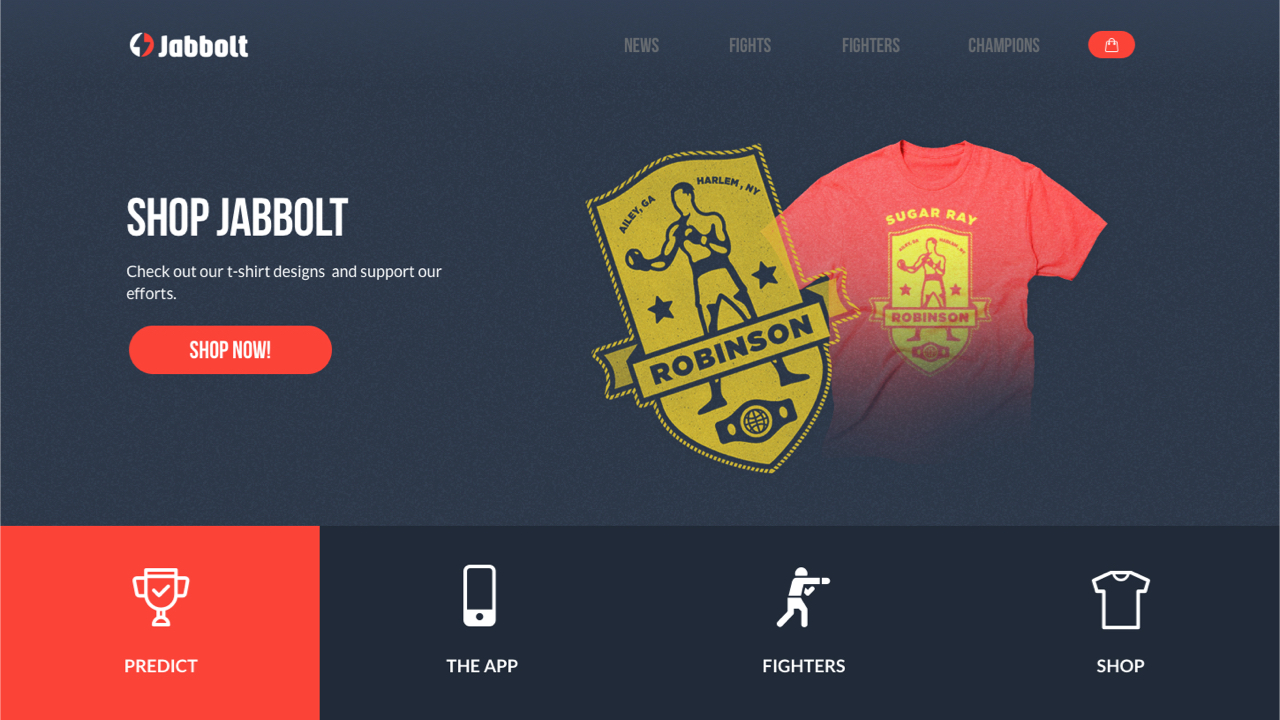 Jabbolt
NEWS
FIGHTS
FIGHTERS
CHAMPIONS
SHOP JABBOLT
Check out our t-shirt designs and support our
efforts.
SHOP NOW!
AILEY, GA
HARLEM, NY
ROBINSON
SUGAR RAY
AILEY, GA
HARLEM, NY
ROBINSON
PREDICT
THE APP
FIGHTERS
SHOP